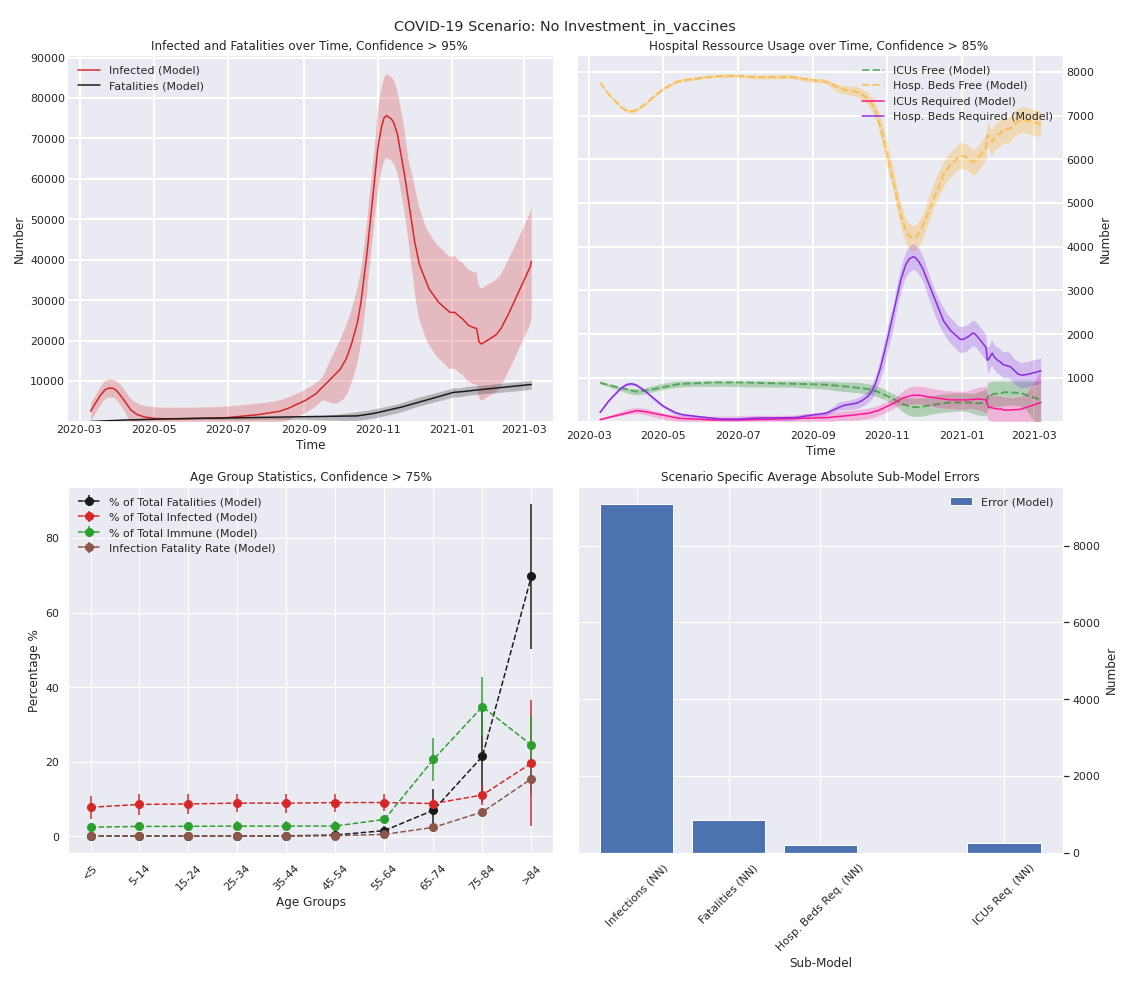 COVID-19 Scenario: No Investment_in_vaccines
Infected and Fatalities over Time, Confidence > 95%
Infected (Model)
Fatalities (Model)
90000
80000
70000
60000
50000
40000
30000
20000
10000
Number
2020-03 2020-05 2020-07 2020-09 2020-11 2021-01 2021-03
Time
Hospital Ressource Usage over Time, Confidence > 85%
ICUs Free (Model)
Hosp. Beds Free (Model)
ICUs Required (Model)
Hosp. Beds Required (Model)
8000
7000
6000
5000
4000
3000
2000
1000
Number
2020-03 2020-05 2020-07 2020-09 2020-11 2021-01 2021-03
Time
Age Group Statistics, Confidence > 75%
% of Total Fatalities (Model)
% of Total Infected (Model)
% of Total Immune (Model)
Infection Fatality Rate (Model)
80
60
40
20
0
Percentage %
<5 5-14 15-24 25-34 35-44 45-54 55-64 65-74 75-84 >84
Age Groups
Scenario Specific Average Absolute Sub-Model Errors
Error (Model)
8000
6000
4000
2000
0
Number
Infections (NN)
Fatalities (NN)
Hosp. Beds Req. (NN)
ICUs Req. (NN)
Sub-Model